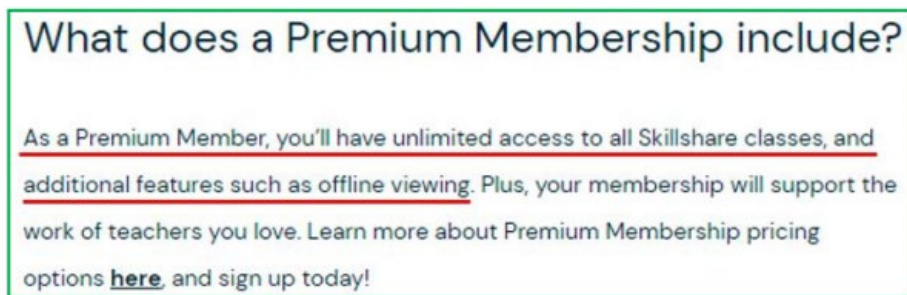 What does a Premium Membership include?
As a Premium Member, you'll have unlimited access to all Skillshare classes, and
additional features such as offline viewing. Plus, your membership will support the
work of teachers you love. Learn more about Premium Membership pricing
options here, and sign up today!